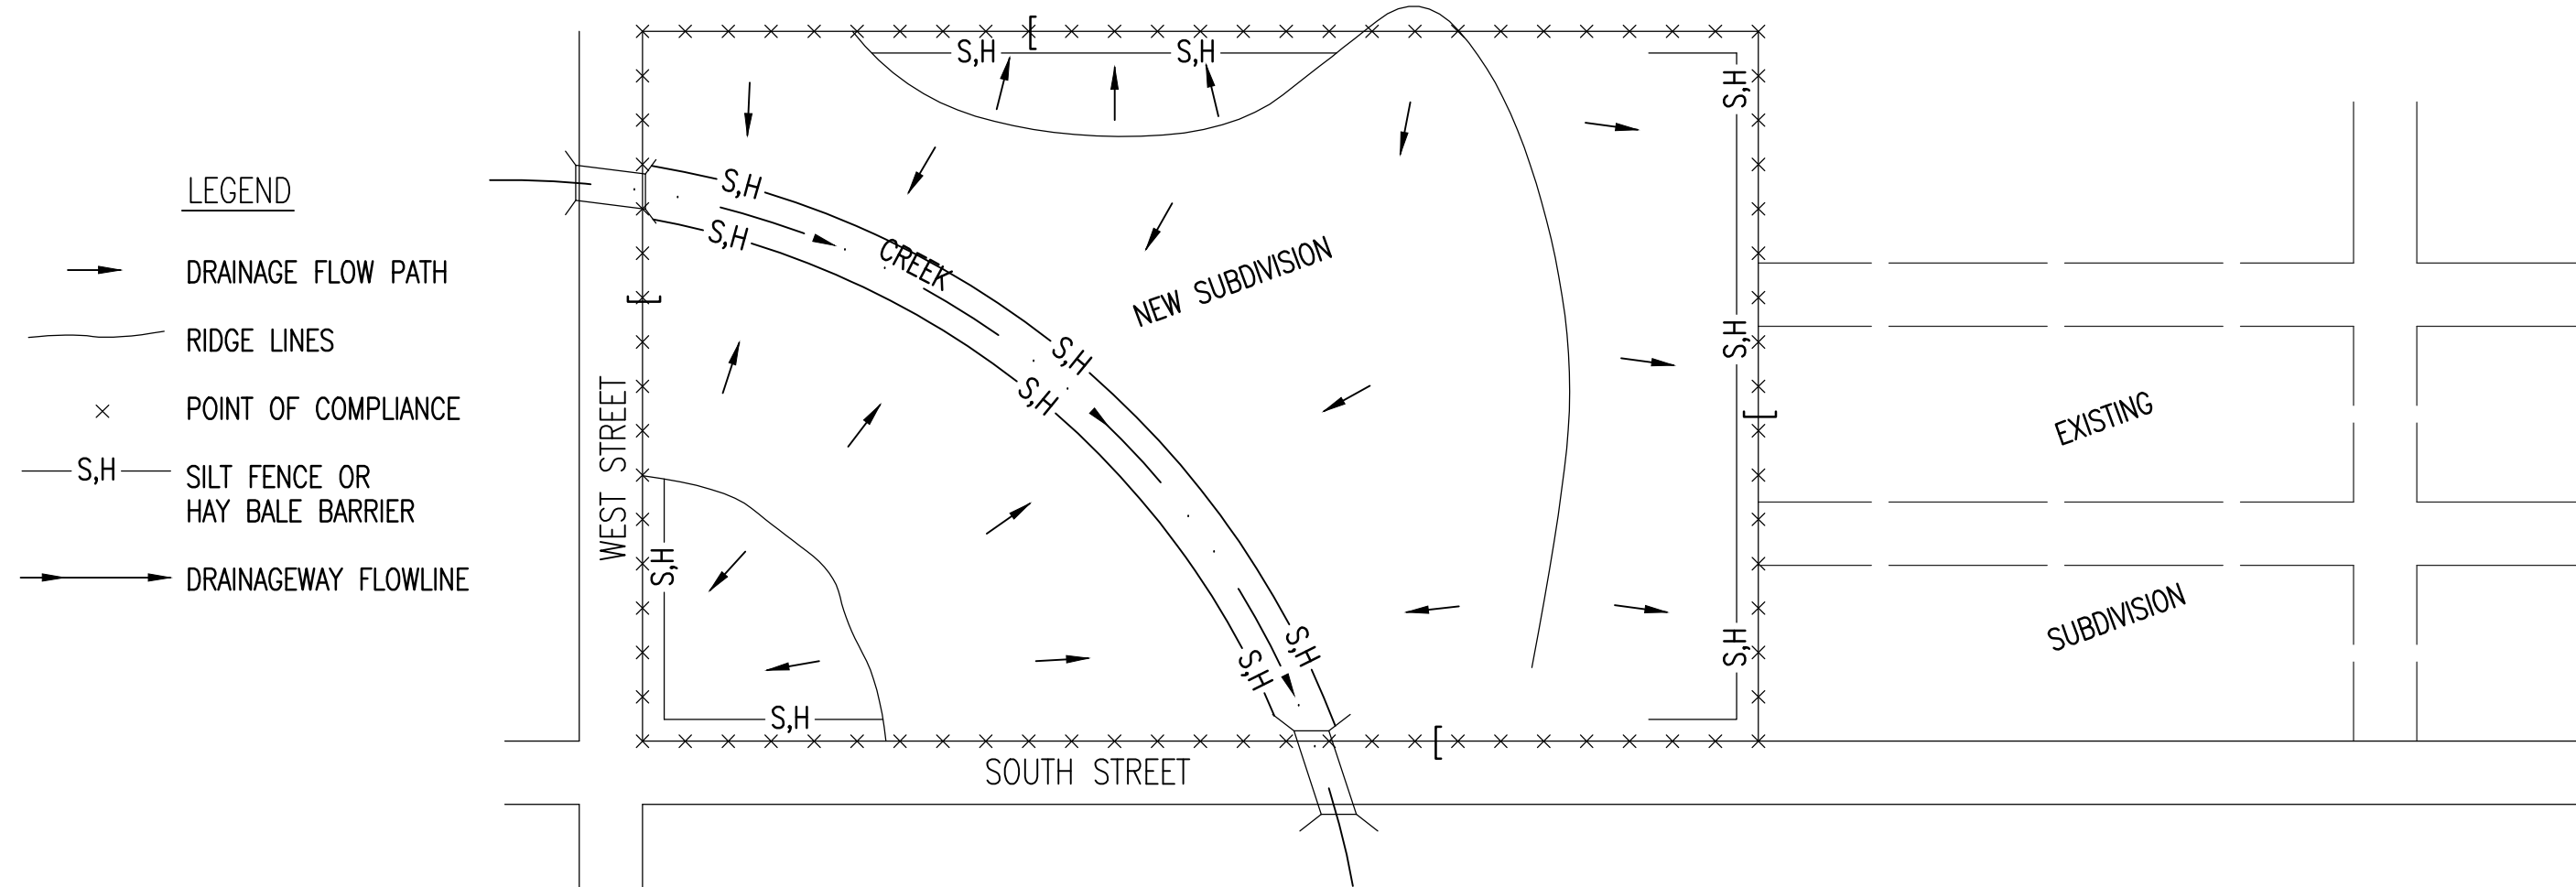 LEGEND
DRAINAGE FLOW PATH
RIDGE LINES
× POINT OF COMPLIANCE
S,H SILT FENCE OR
HAY BALE BARRIER
DRAINAGEWAY FLOWLINE
S,H S,H
S,H
S,H
S,H
CREEK
NEW SUBDIVISION
S,H
S,H
S,H
WEST STREET
S,H
S,H
S,H
S,H
S,H
SOUTH STREET
EXISTING
SUBDIVISION